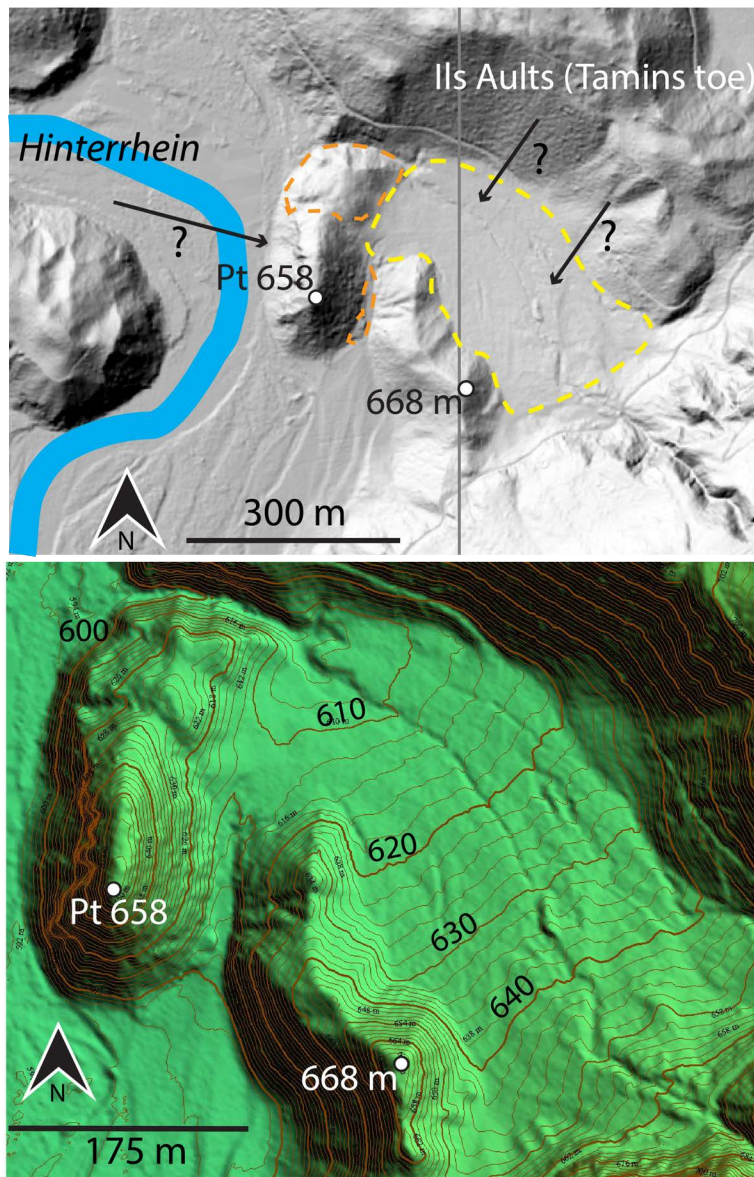 Ils Aults (Tamins toe)
Hinterrhein
?
?
?
Pt 658
668 m
N
300 m
600
610
620
630
640
Pt 658
668 m
N
175 m